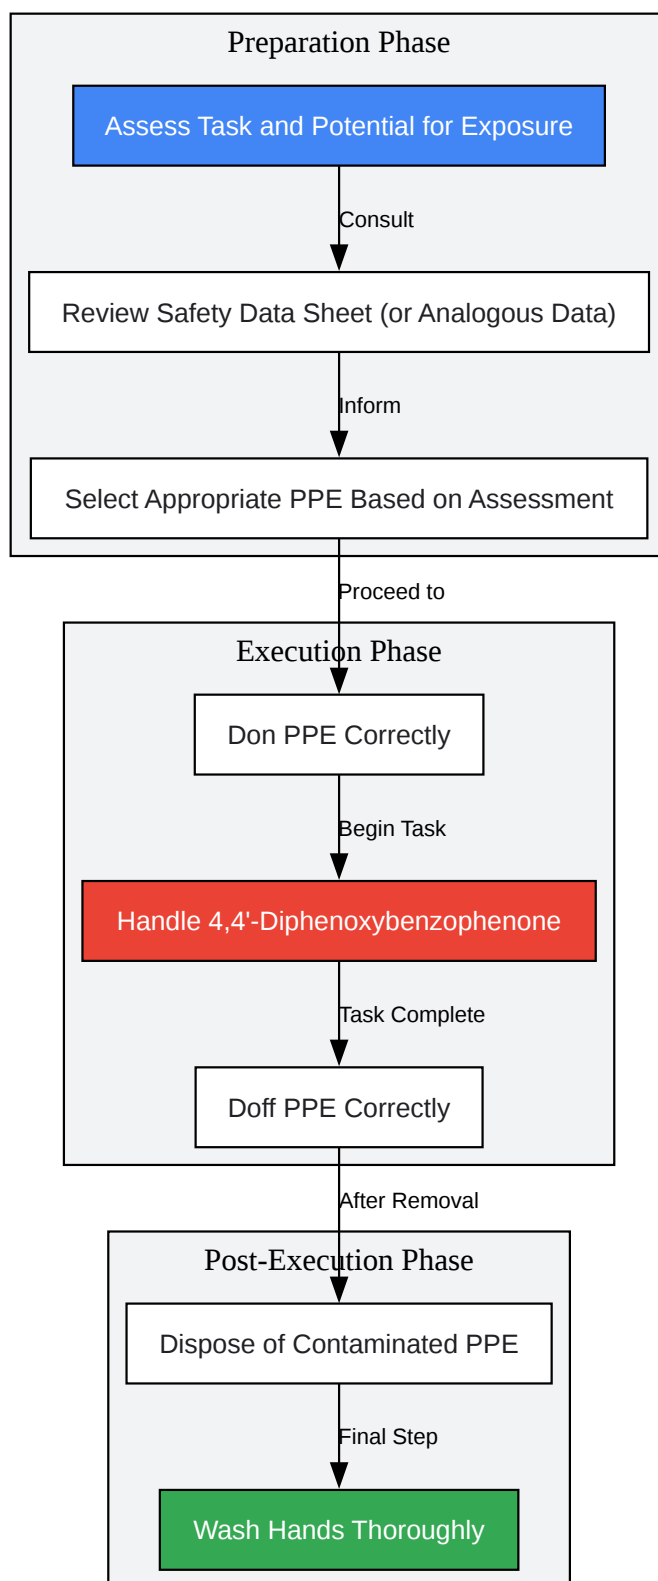 Preparation Phase
Assess Task and Potential for Exposure
Consult
Review Safety Data Sheet (or Analogous Data)
Inform
Select Appropriate PPE Based on Assessment
Proceed to
Execution Phase
Don PPE Correctly
Begin Task
Handle 4,4'-Diphenoxybenzophenone
Task Complete
Doff PPE Correctly
After Removal
Post-Execution Phase
Dispose of Contaminated PPE
Final Step
Wash Hands Thoroughly